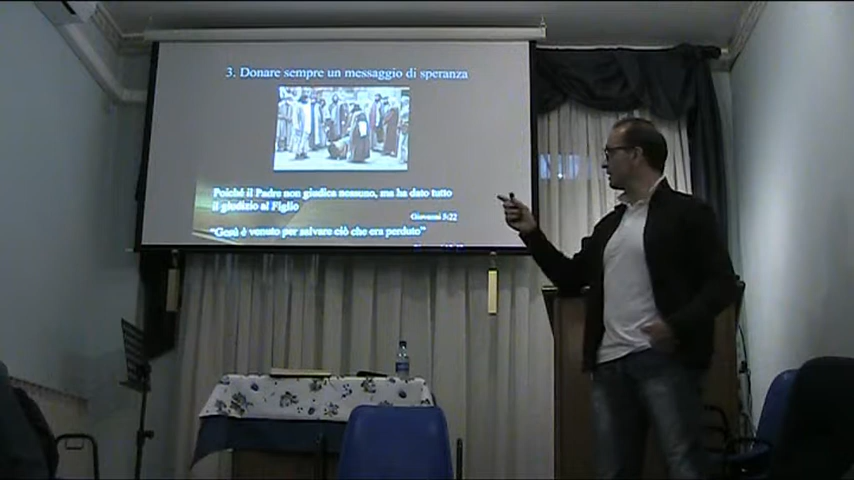 3. Donare sempre un messaggio di speranza
Poiché il Padre non giudica nessuno, ma ha dato tutto
il giudizio al Figlio
Giovanni 5:22
"Gesù è venuto per salvare ciò che era perduto"